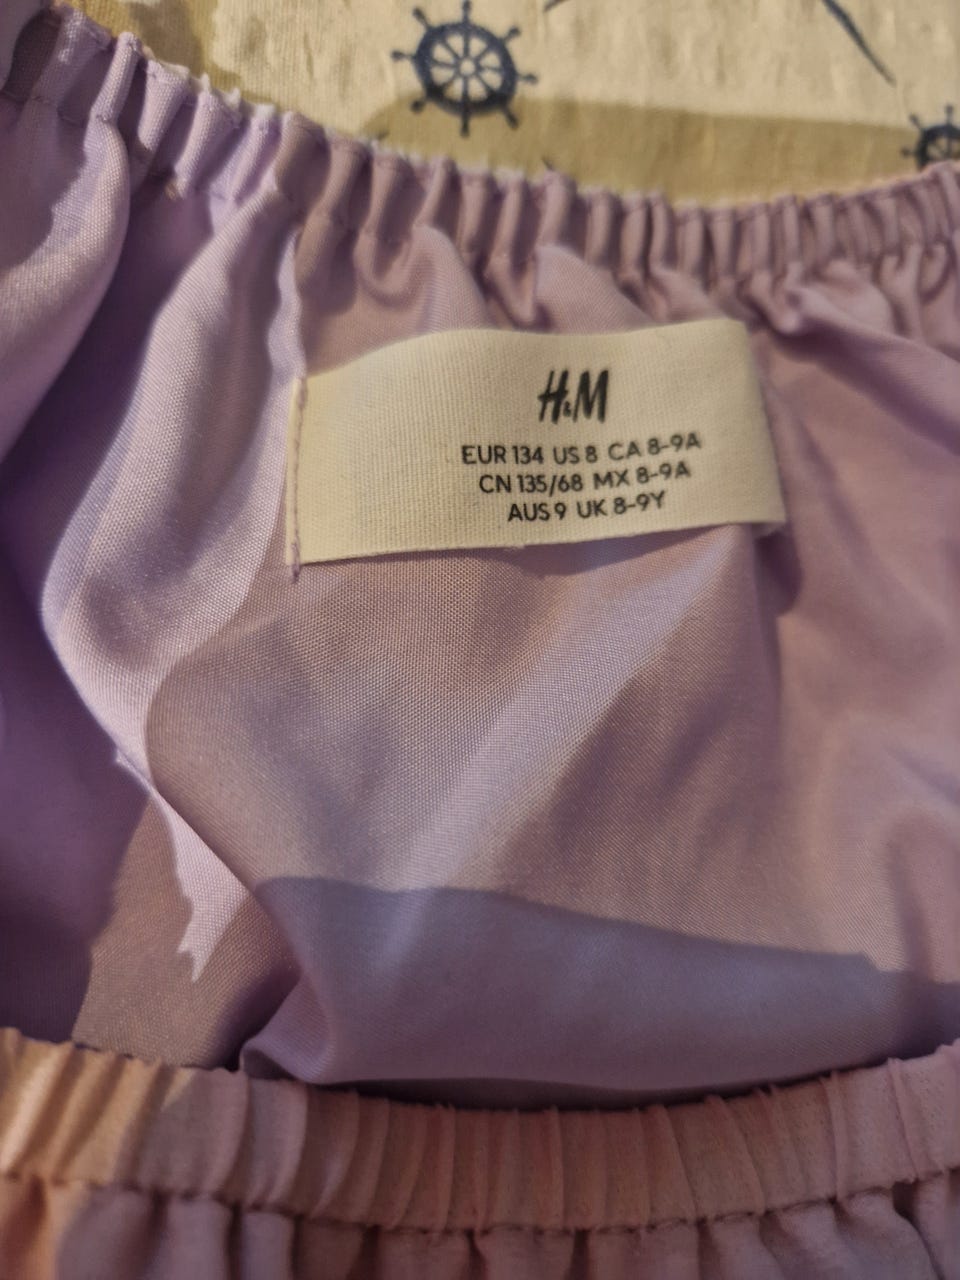 H&M
EUR 134 US 8 CA 8-9A
CN 135/68 MX 8-9A
AUS 9 UK 8-9Y